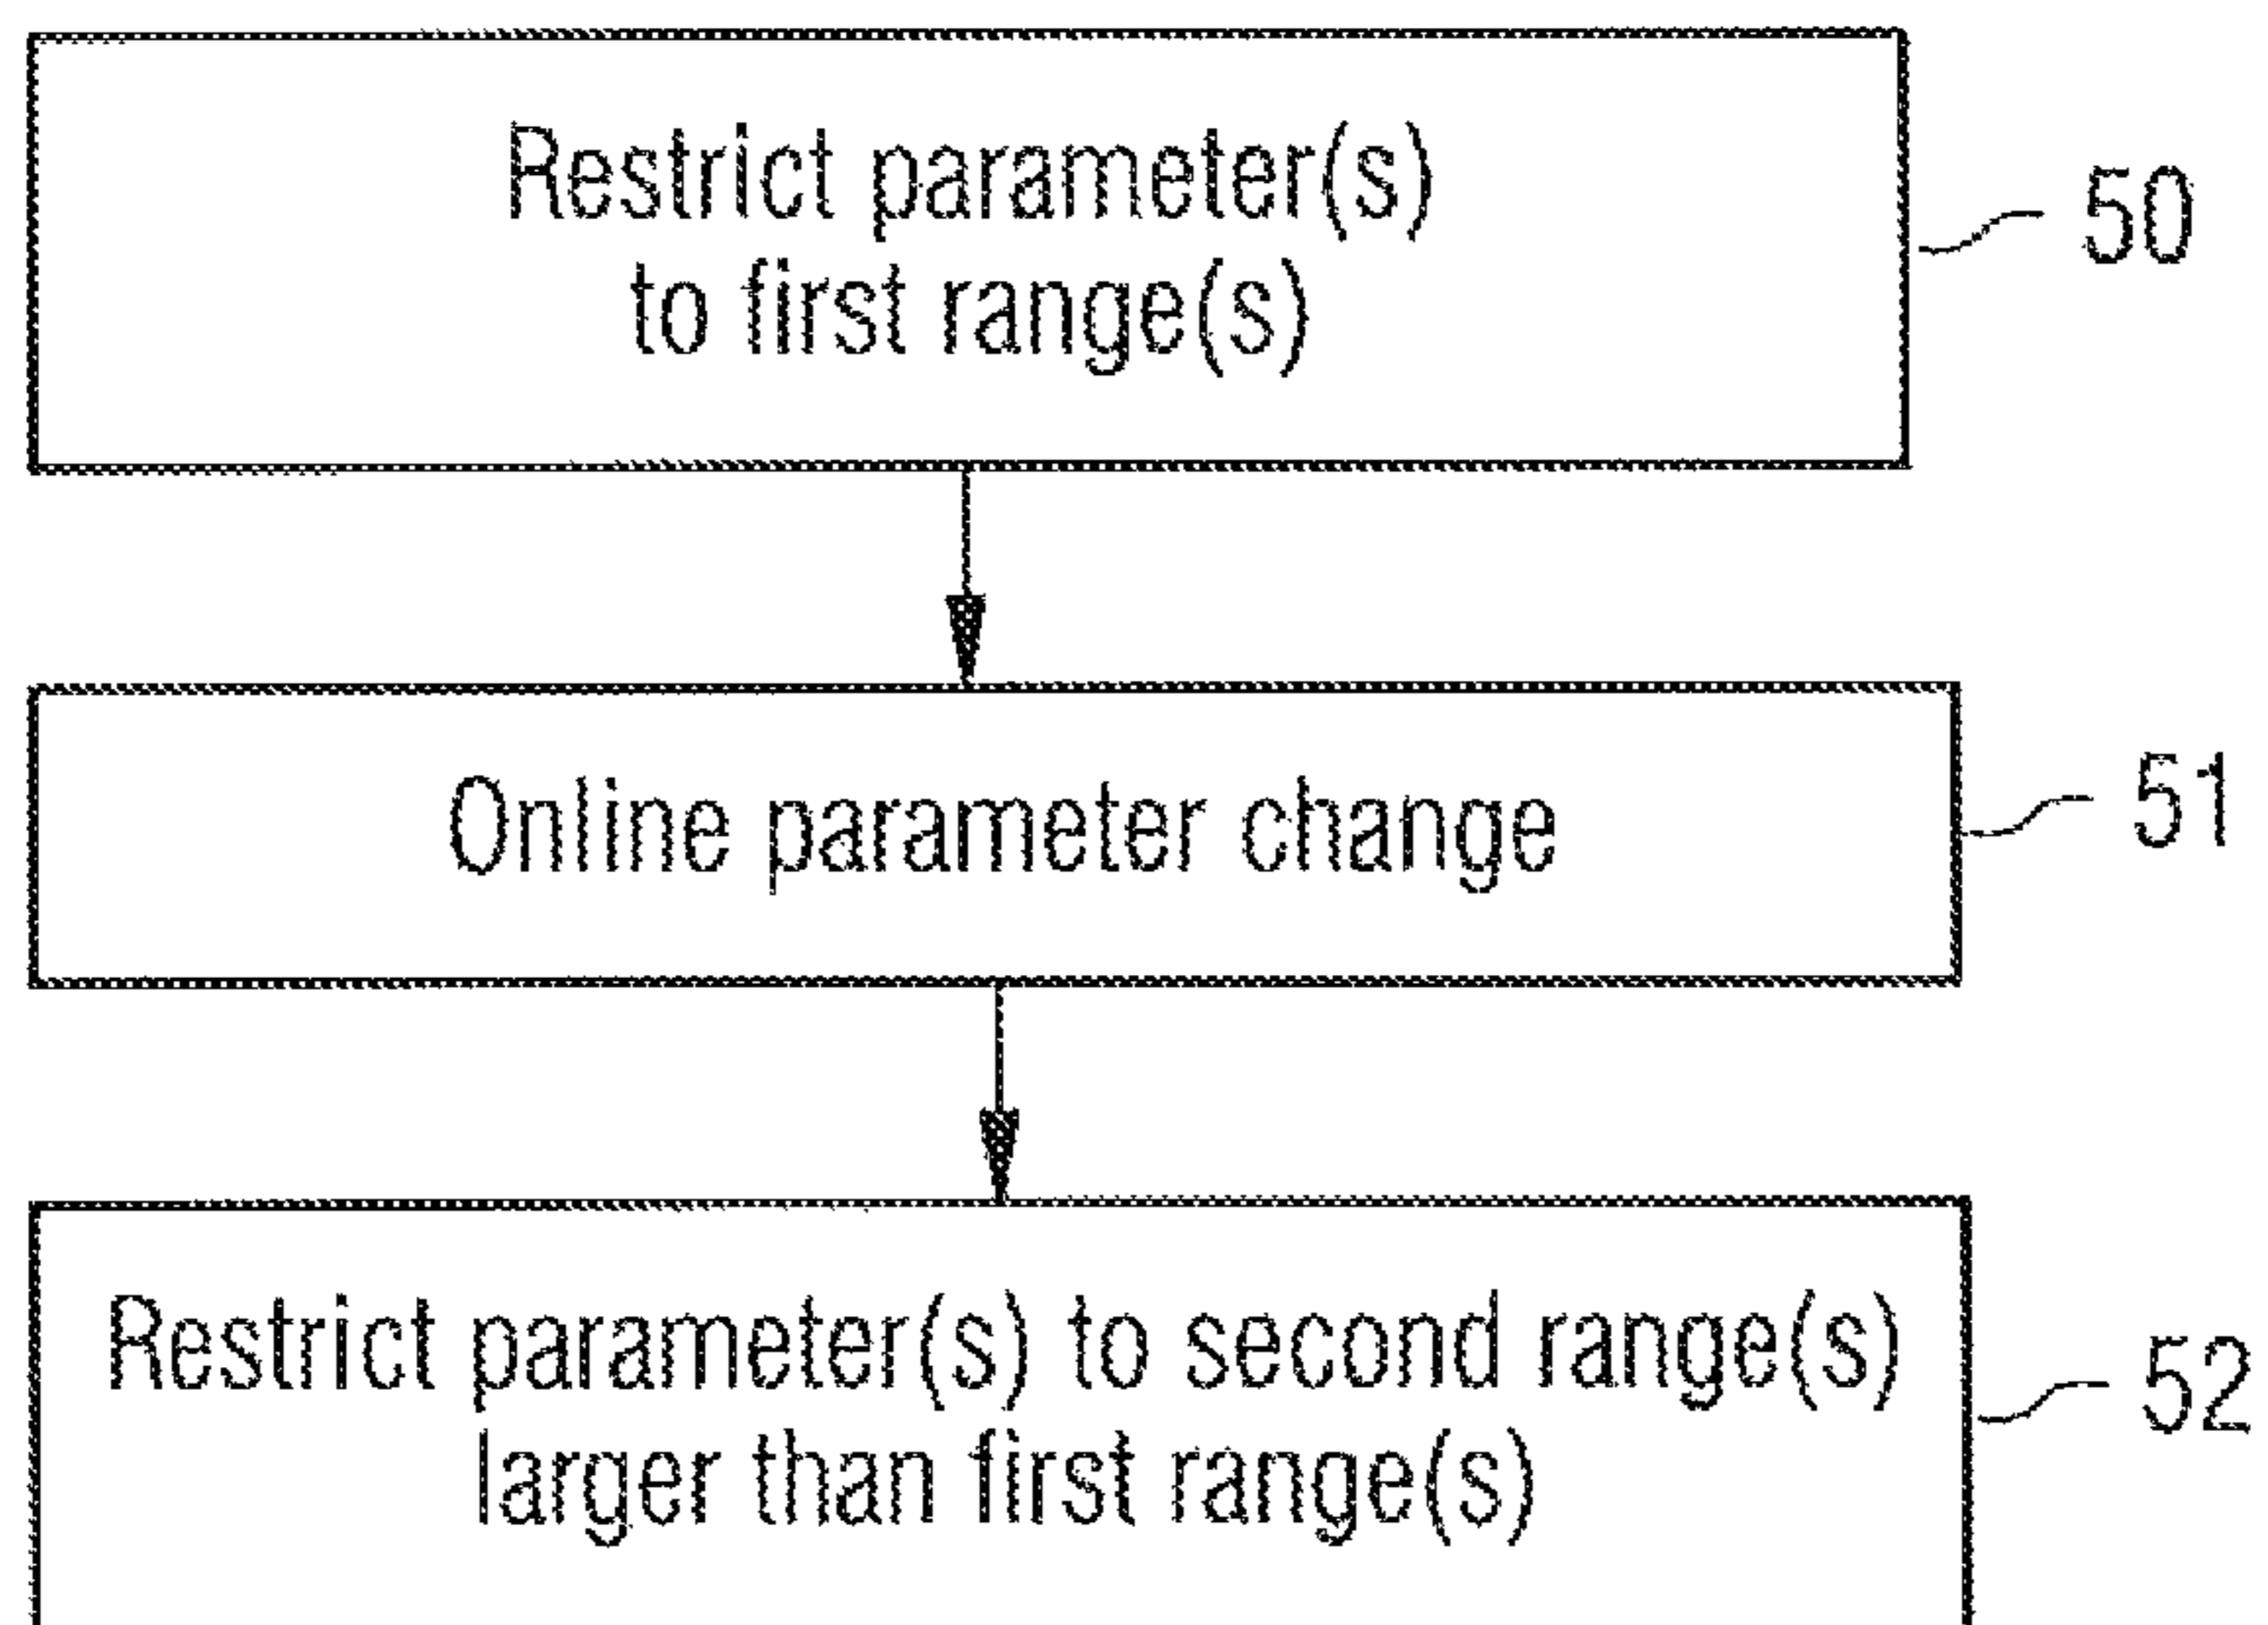 Restrict parameter(s)
to first range(s)
50
Online parameter change
51
Restrict parameter(s) to second range(s)
larger than first range(s)
52